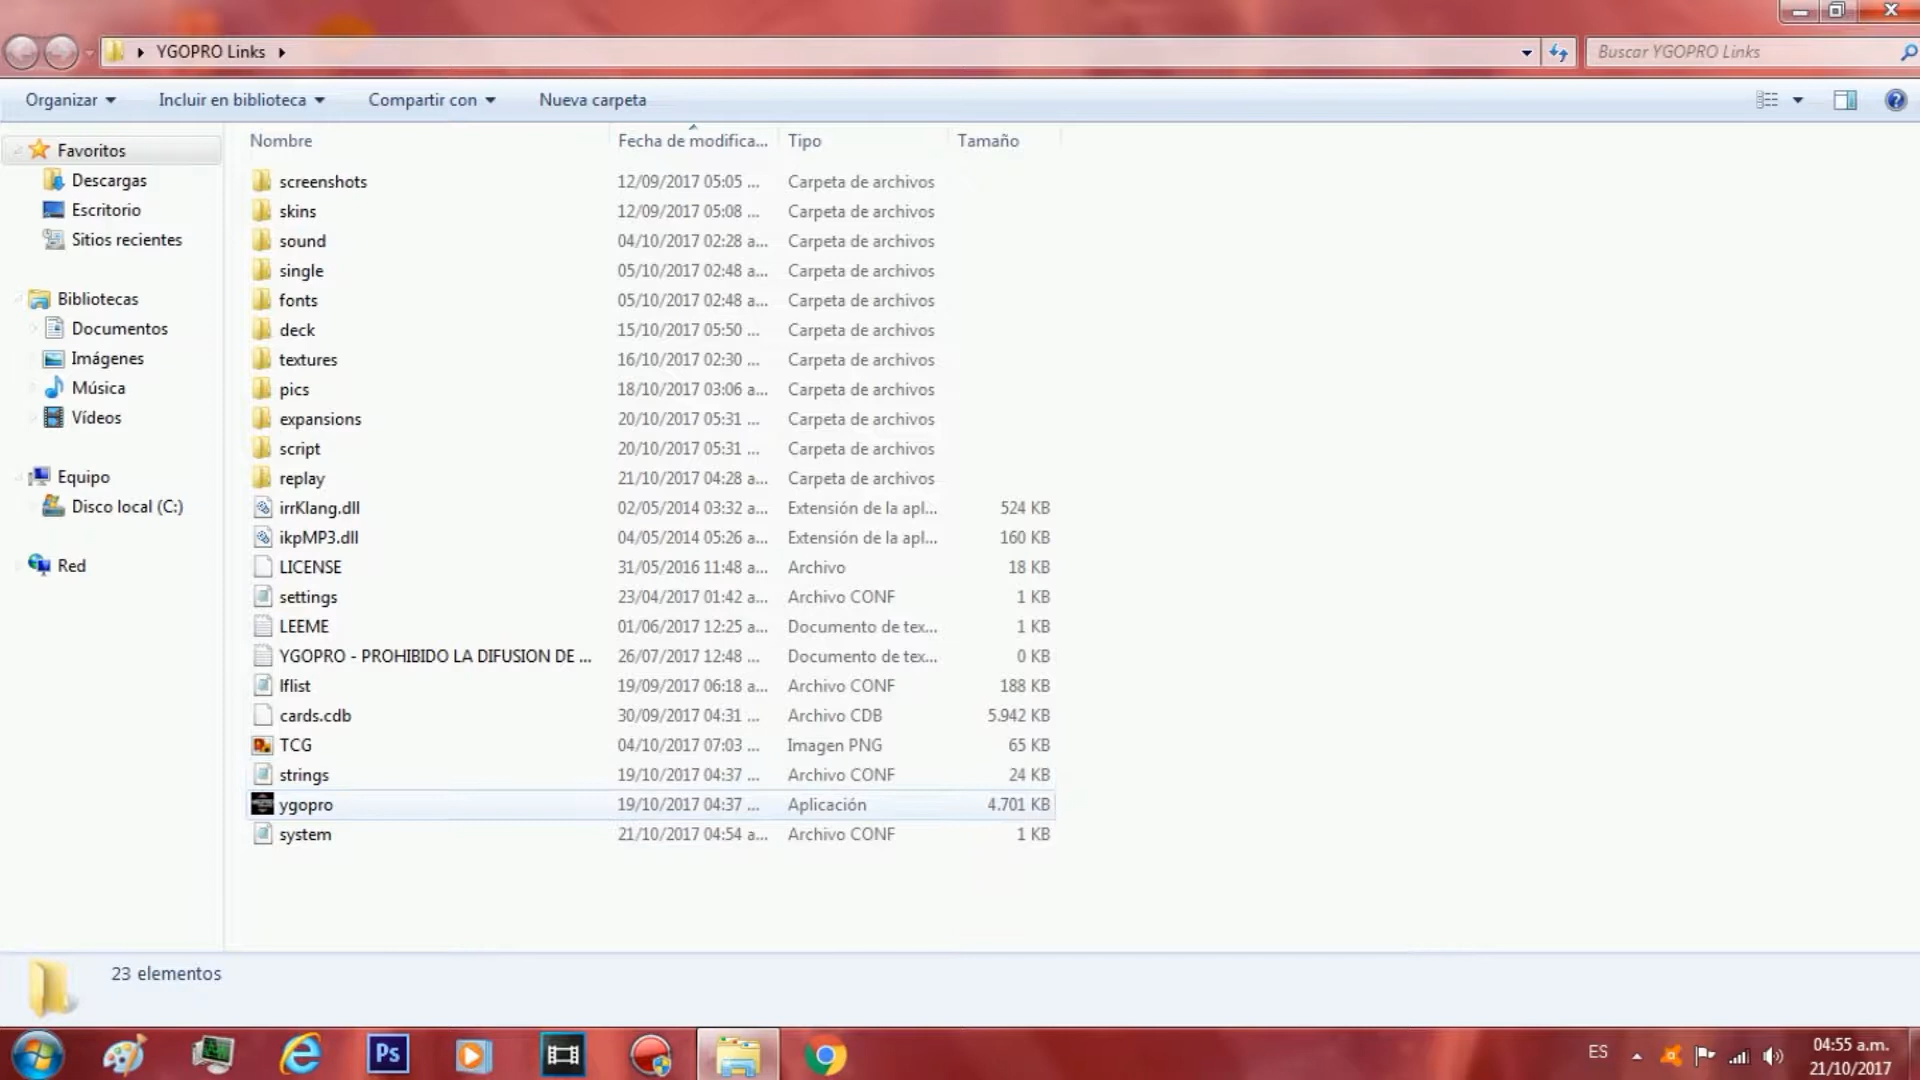 YGOPRO Links
Buscar YGOPRO Links
Organizar
Incluir en biblioteca
Compartir con
Nueva carpeta
Favoritos
Descargas
Escritorio
Sitios recientes
Bibliotecas
Documentos
Imágenes
Música
Vídeos
Equipo
Disco local (C:)
Red
Nombre Fecha de modifica... Tipo Tamaño
screenshots 12/09/2017 05:05 ... Carpeta de archivos
skins 12/09/2017 05:08 ... Carpeta de archivos
sound 04/10/2017 02:28 a... Carpeta de archivos
single 05/10/2017 02:48 a... Carpeta de archivos
fonts 05/10/2017 02:48 a... Carpeta de archivos
deck 15/10/2017 05:50 ... Carpeta de archivos
textures 16/10/2017 02:30 ... Carpeta de archivos
pics 18/10/2017 03:06 a... Carpeta de archivos
expansions 20/10/2017 05:31 ... Carpeta de archivos
script 20/10/2017 05:31 ... Carpeta de archivos
replay 21/10/2017 04:28 a... Carpeta de archivos
irrKlang.dll 02/05/2014 03:32 a... Extensión de la apl... 524 KB
ikpMP3.dll 04/05/2014 05:26 a... Extensión de la apl... 160 KB
LICENSE 31/05/2016 11:48 a... Archivo 18 KB
settings 23/04/2017 01:42 a... Archivo CONF 1 KB
LEEME 01/06/2017 12:25 a... Documento de tex... 1 KB
YGOPRO - PROHIBIDO LA DIFUSION DE ... 26/07/2017 12:48 ... Documento de tex... 0 KB
lflist 19/09/2017 06:18 a... Archivo CONF 188 KB
cards.cdb 30/09/2017 04:31 ... Archivo CDB 5.942 KB
TCG 04/10/2017 07:03 ... Imagen PNG 65 KB
strings 19/10/2017 04:37 ... Archivo CONF 24 KB
ygopro 19/10/2017 04:37 ... Aplicación 4.701 KB
system 21/10/2017 04:54 a... Archivo CONF 1 KB
23 elementos
Ps
ES
04:55 a.m.
21/10/2017